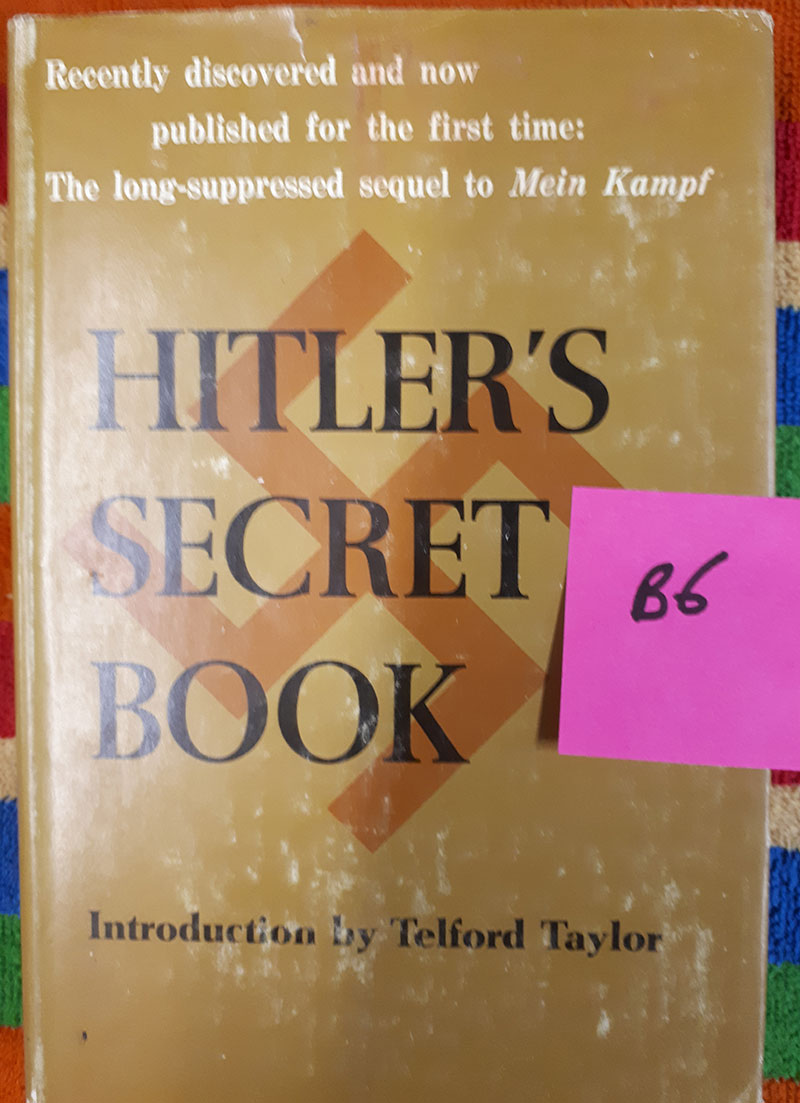 Recently discovered and now
published for the first time:
The long-suppressed sequel to Mein Kampf
HITLER'S
SECRET
BOOK
B6
Introduction by Telford Taylor